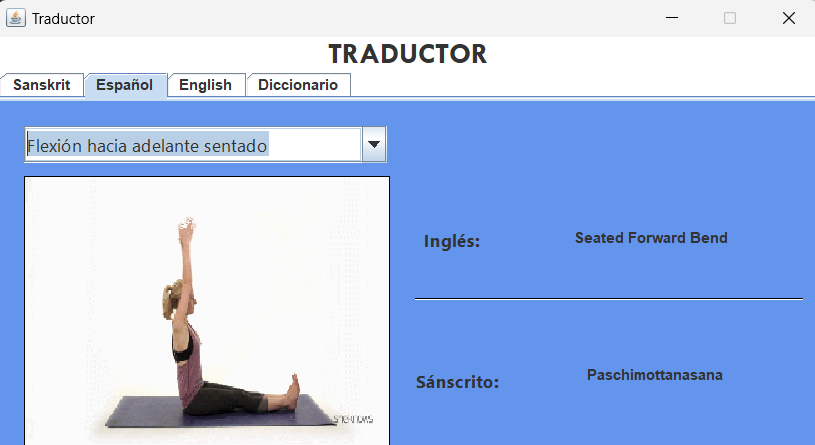 Traductor
TRADUCTOR
Sanskrit Español English Diccionario
Flexión hacia adelante sentado
Inglés: Seated Forward Bend
Sánscrito: Paschimottanasana